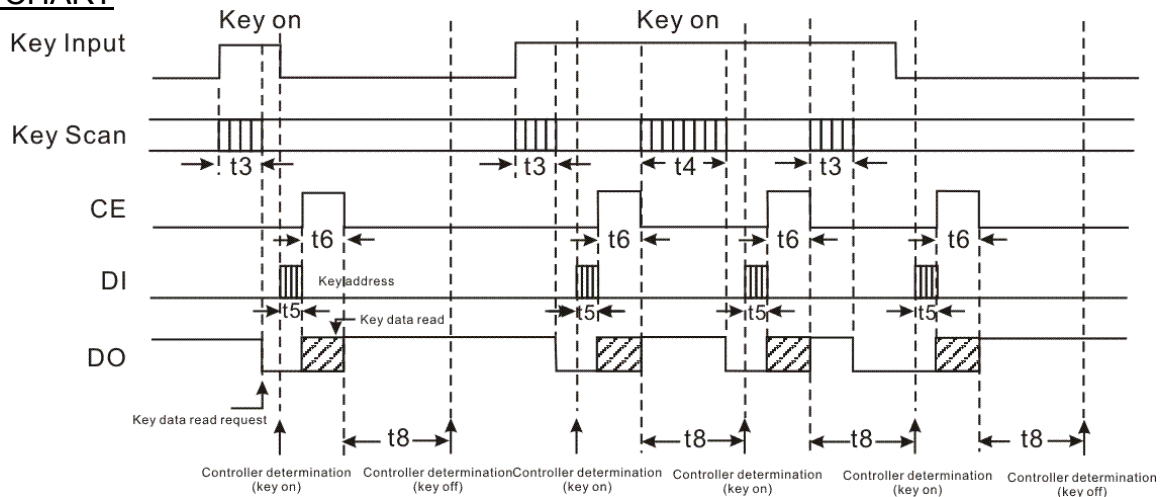 CHART
Key on
Key on
Key Input
Key Scan
t3
t3
t4
t3
CE
t6
t6
t6
t6
DI
Key address
t5
t5
t5
t5
Key data read
DO
Key data read request
t8
t8
t8
t8
Controller determination
(key on)
Controller determination
(key off)
Controller determination
(key on)
Controller determination
(key on)
Controller determination
(key on)
Controller determination
(key off)